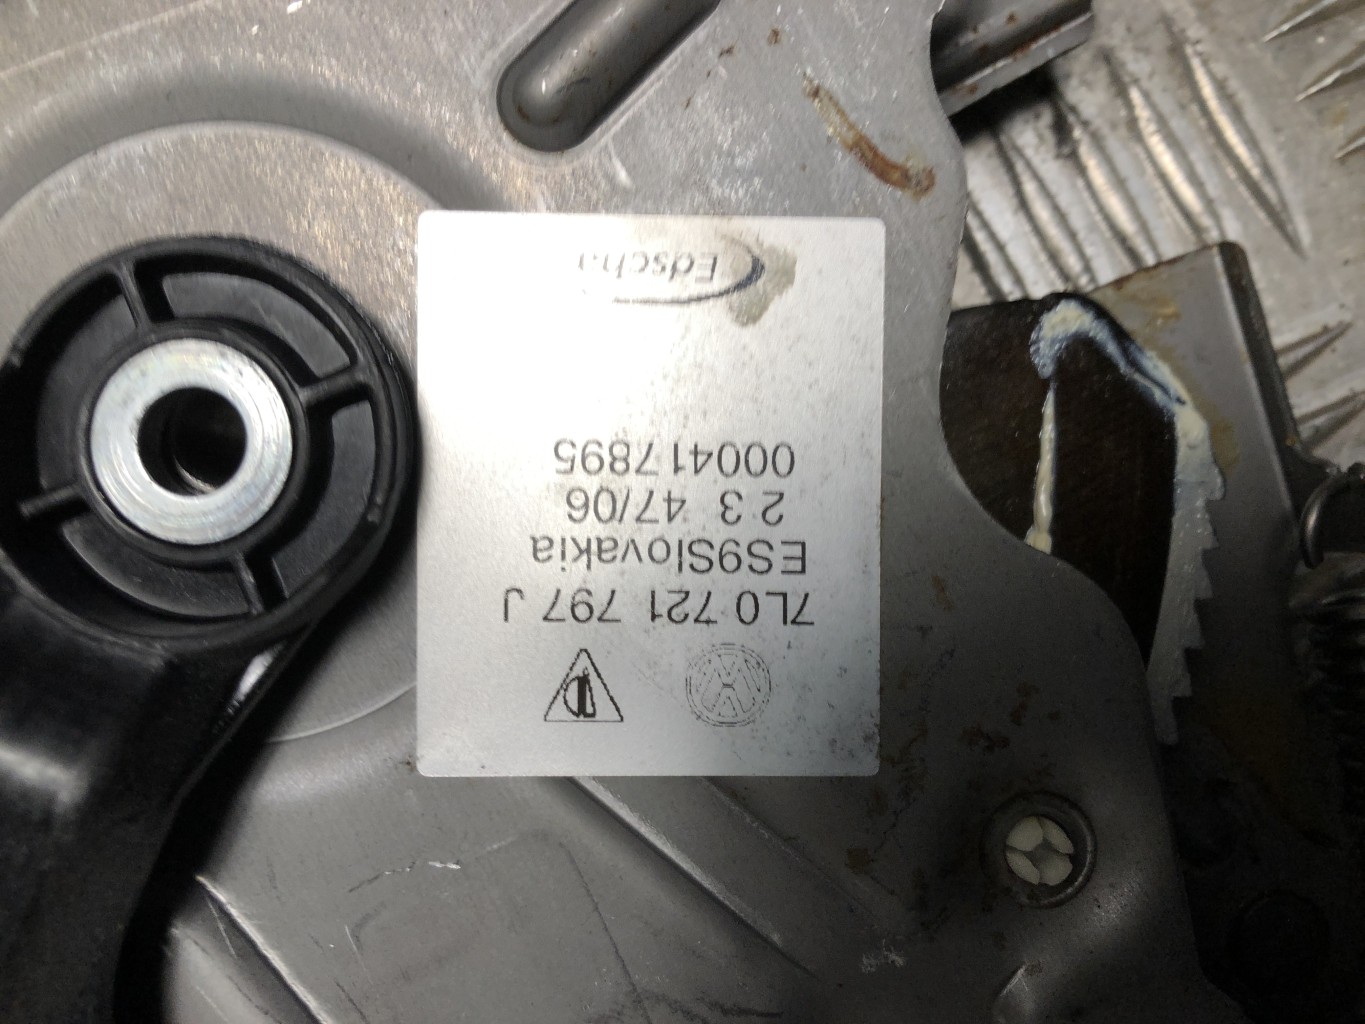 7L0 721 797 J
ES9Slovakia
2 3 47/06
000417895
Edscha